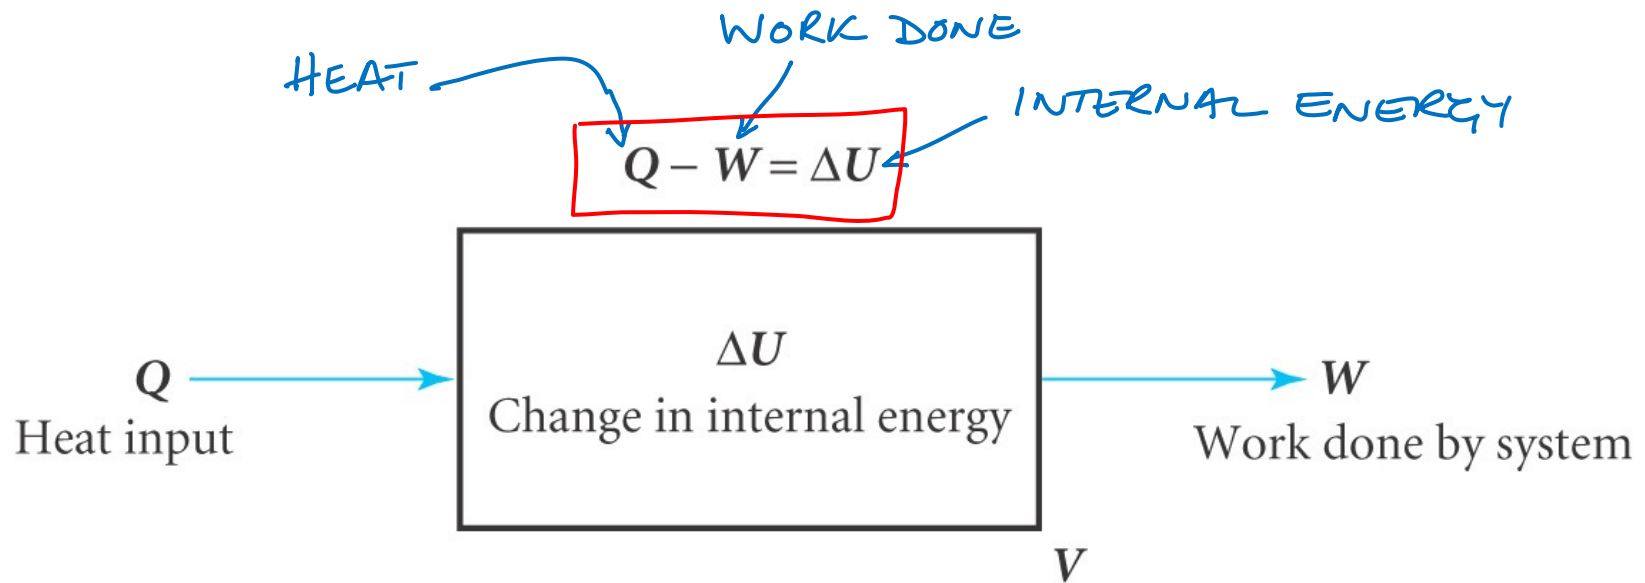 WORK DONE
HEAT
INTERNAL ENERGY
Q − W = ΔU
ΔU
Change in internal energy
Q
Heat input
W
Work done by system
V